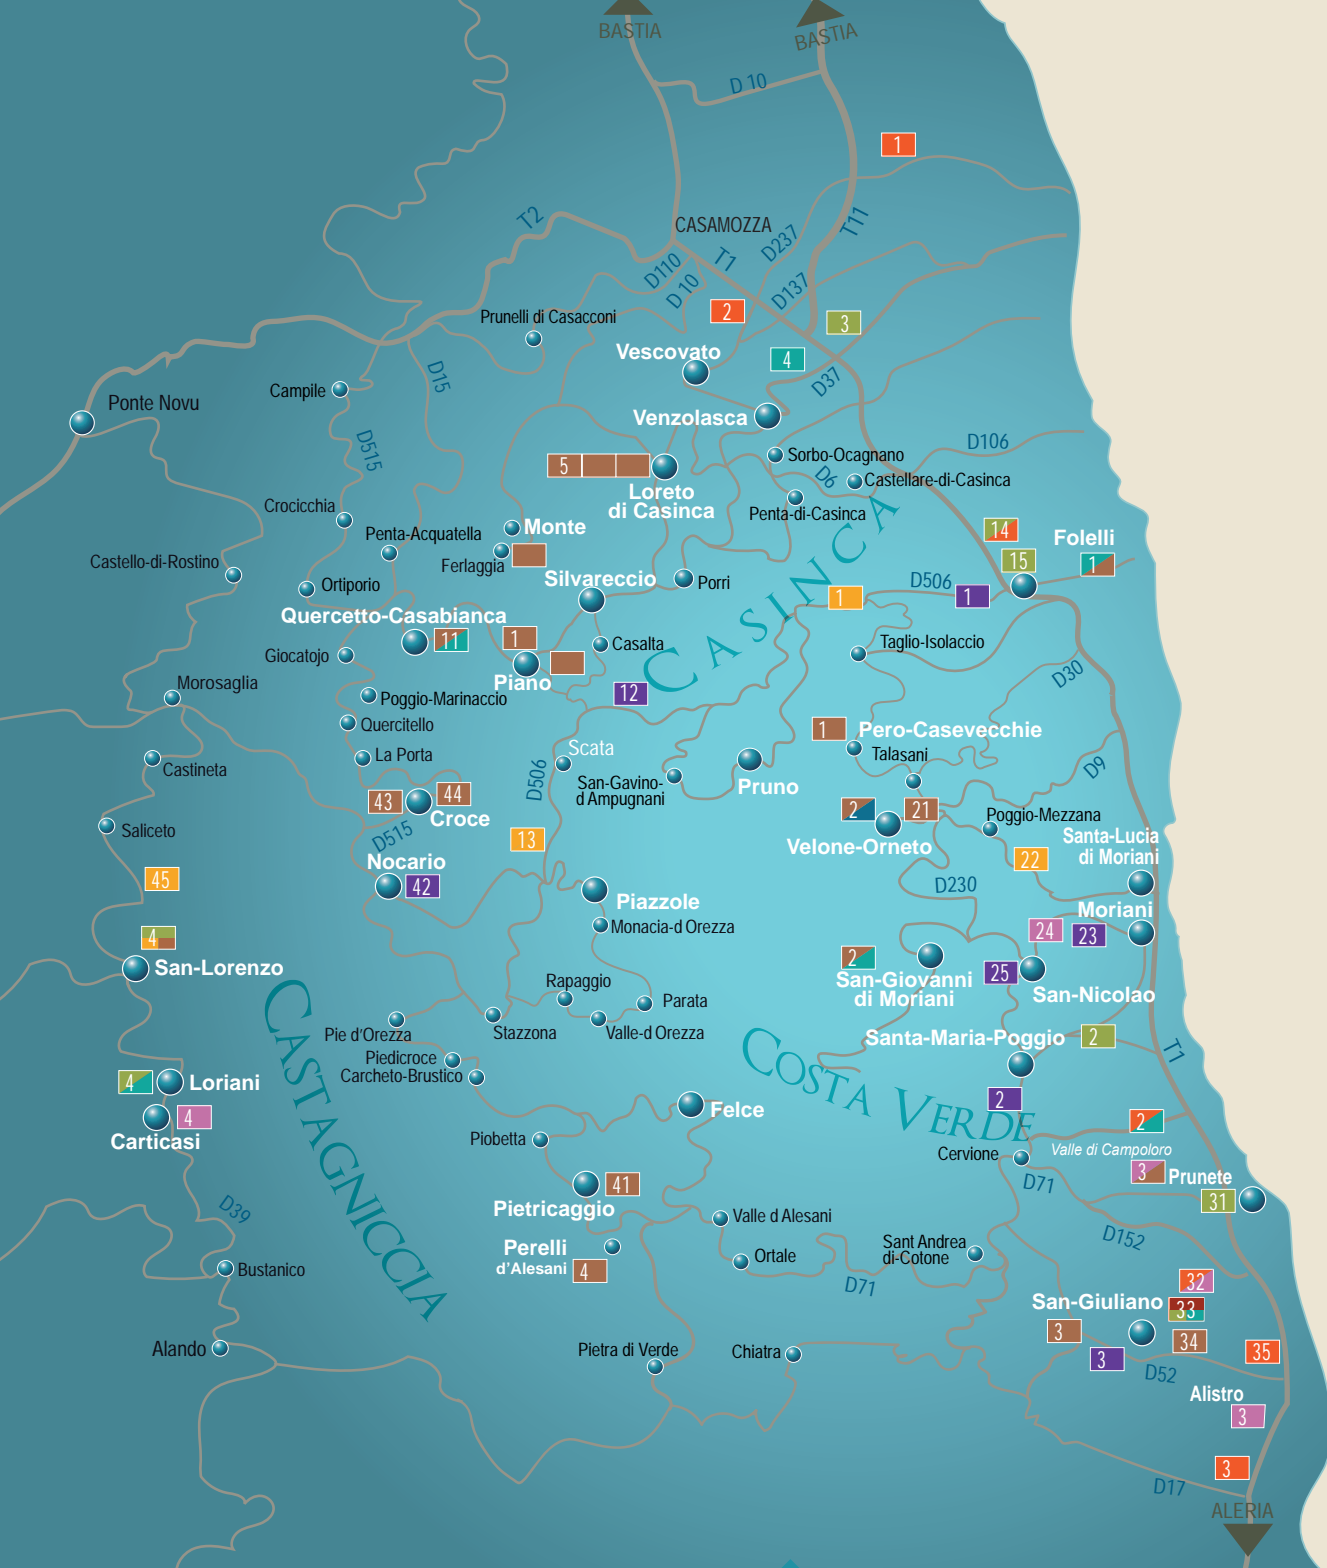 BASTIA
BASTIA
D 10
1
T2
CASAMOZZA
D237
T11
T1
D110
D 10
D137
2
3
Prunelli di Casacconi
Vescovato
4
D15
D37
Campile
Ponte Novu
Venzolasca
D515
D106
Sorbo-Ocagnano
5
D6
Castellare-di-Casinca
Loreto
di Casinca
Penta-di-Casinca
Crocicchia
Monte
Penta-Acquatella
14
Folelli
Castello-di-Rostino
Ferlaggia
15
1
Silvareccio
Porri
D506
1
1
Ortiporio
CASINCA
Quercetto-Casabianca
11
1
Casalta
Taglio-Isolaccio
Giocatojo
Piano
D30
Morosaglia
Poggio-Marinaccio
12
Quercitello
1
Pero-Casevecchie
Scata
La Porta
Talasani
Castineta
D506
San-Gavino-
d Ampugnani
Pruno
D9
43
44
Croce
2
21
Poggio-Mezzana
Saliceto
D515
13
Velone-Orneto
Santa-Lucia
di Moriani
22
Nocario
42
45
D230
Piazzole
Moriani
Monacia-d Orezza
24
23
4
San-Lorenzo
2
San-Giovanni
di Moriani
25
San-Nicolao
Rapaggio
Parata
Pie d'Orezza
Stazzona
Valle-d Orezza
Santa-Maria-Poggio
2
T1
Piedicroce
Carcheto-Brustico
CASTAGNICCIA
COSTA VERDE
4
Loriani
2
4
Carticasi
Felce
2
Piobetta
Cervione
Valle di Campoloro
3
Prunete
31
D71
41
Pietricaggio
D39
Valle d Alesani
D152
Perelli
d'Alesani
4
Ortale
Sant Andrea
di-Cotone
Bustanico
D71
32
San-Giuliano
33
3
34
35
3
D52
Alando
Pietra di Verde
Chiatra
Alistro
3
3
D17
ALERIA